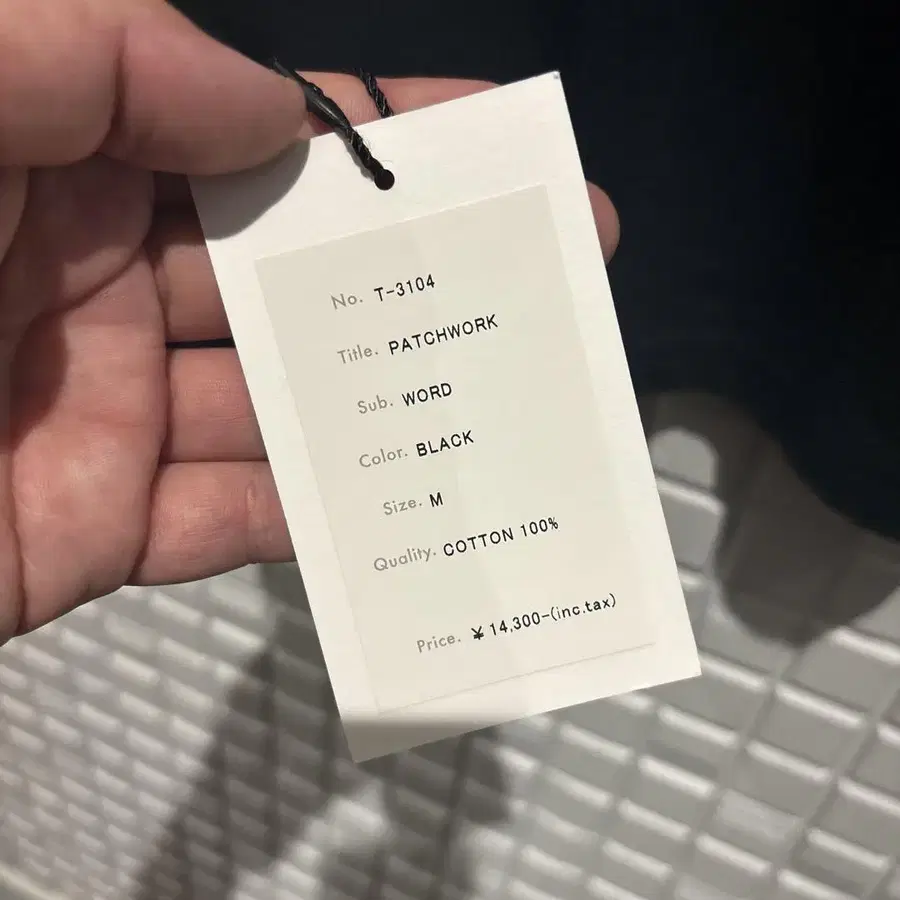 No. T-3104
Title. PATCHWORK
Sub. WORD
Color. BLACK
Size. M
Quality. COTTON 100%
Price. ¥ 14,300-(inc.tax)